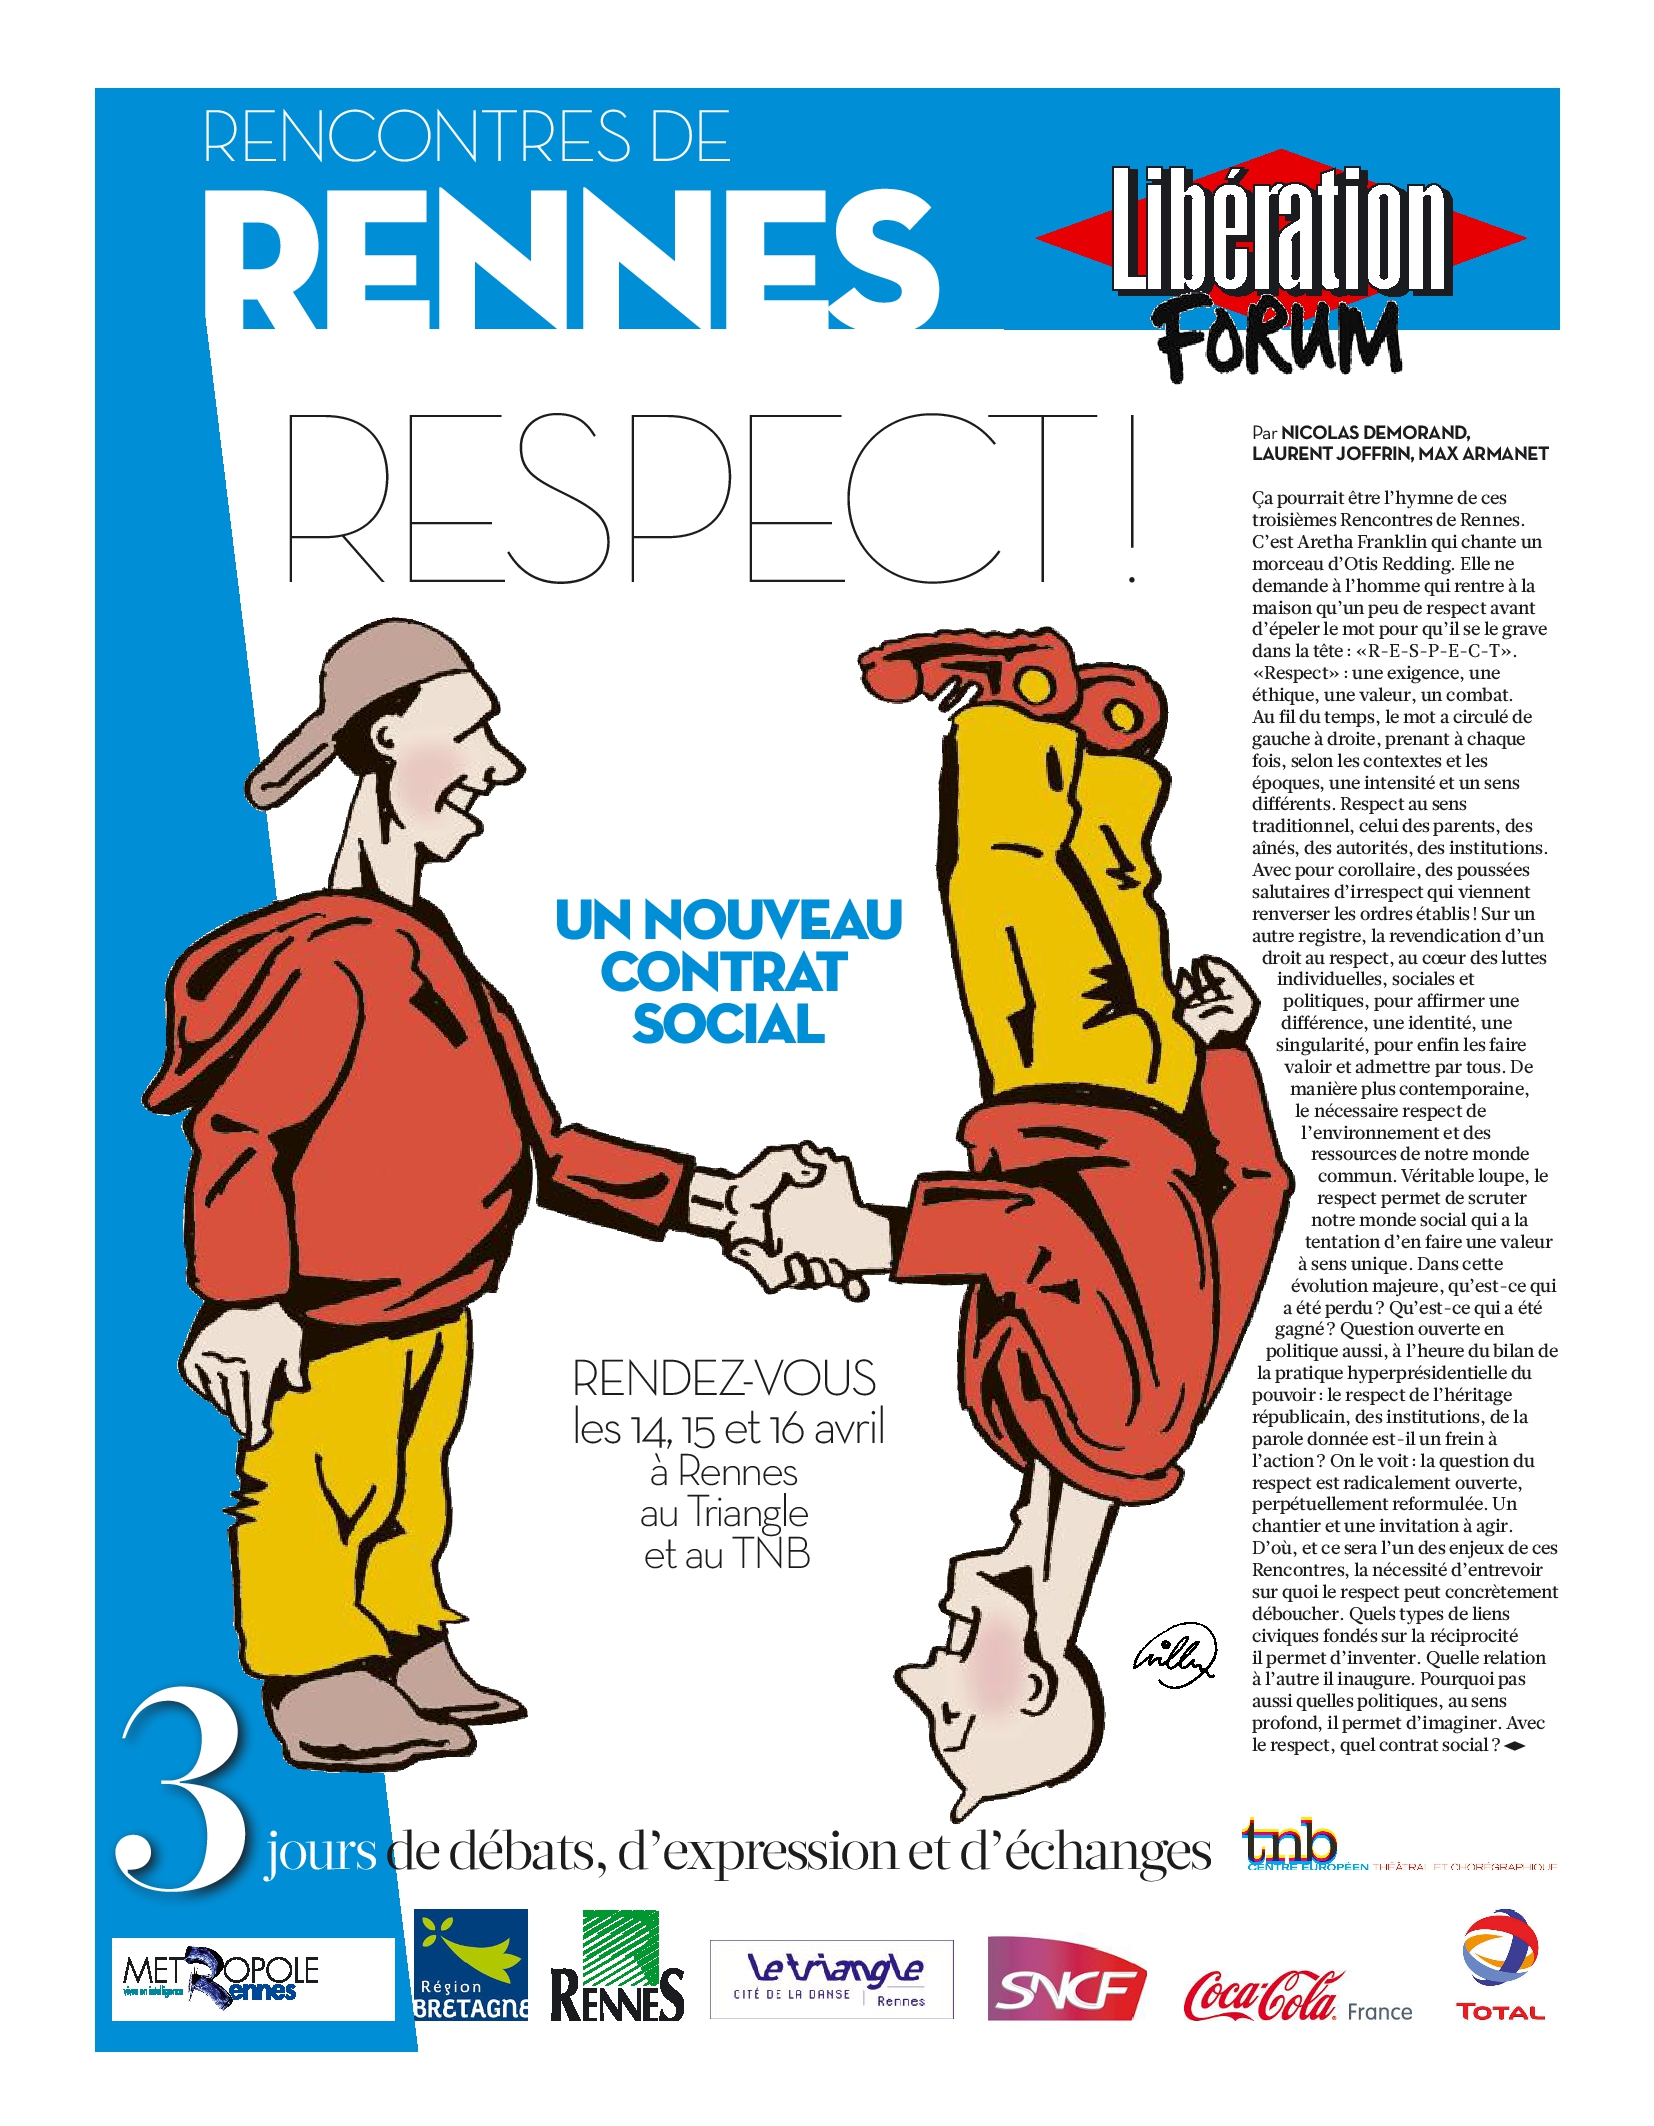 RENCONTRES DE
RENNES
Libération
FORUM
RESPECT !
Par NICOLAS DEMORAND,
LAURENT JOFFRIN, MAX ARMANET
Ça pourrait être l’hymne de ces
troisièmes Rencontres de Rennes.
C’est Aretha Franklin qui chante un
morceau d’Otis Redding. Elle ne
demande à l’homme qui rentre à la
maison qu’un peu de respect avant
d’épeler le mot pour qu’il se le grave
dans la tête : «R-E-S-P-E-C-T».
«Respect» : une exigence, une
éthique, une valeur, un combat.
Au fil du temps, le mot a circulé de
gauche à droite, prenant à chaque
fois, selon les contextes et les
époques, une intensité et un sens
différents. Respect au sens
traditionnel, celui des parents, des
aînés, des autorités, des institutions.
Avec pour corollaire, des poussées
salutaires d’irrespect qui viennent
renverser les ordres établis ! Sur un
autre registre, la revendication d’un
droit au respect, au cœur des luttes
individuelles, sociales et
politiques, pour affirmer une
différence, une identité, une
singularité, pour enfin les faire
valoir et admettre par tous. De
manière plus contemporaine,
le nécessaire respect de
l’environnement et des
ressources de notre monde
commun. Véritable loupe, le
respect permet de scruter
notre monde social qui a la
tentation d’en faire une valeur
à sens unique. Dans cette
évolution majeure, qu’est-ce qui
a été perdu ? Qu’est-ce qui a été
gagné ? Question ouverte en
politique aussi, à l’heure du bilan de
la pratique hyperprésidentielle du
pouvoir : le respect de l’héritage
républicain, des institutions, de la
parole donnée est-il un frein à
l’action ? On le voit : la question du
respect est radicalement ouverte,
perpétuellement reformulée. Un
chantier et une invitation à agir.
D’où, et ce sera l’un des enjeux de ces
Rencontres, la nécessité d’entrevoir
sur quoi le respect peut concrètement
déboucher. Quels types de liens
civiques fondés sur la réciprocité
il permet d’inventer. Quelle relation
à l’autre il inaugure. Pourquoi pas
aussi quelles politiques, au sens
profond, il permet d’imaginer. Avec
le respect, quel contrat social ?
UN NOUVEAU
CONTRAT
SOCIAL
RENDEZ-VOUS
les 14, 15 et 16 avril
à Rennes
au Triangle
et au TNB
willy
3 jours de débats, d’expression et d’échanges
tnb
CENTRE EUROPÉEN THÉÂTRAL ET CHORÉGRAPHIQUE
METROPOLE
Rennes
vivre en intelligence
Région
BRETAGNE
RENNES
Le triangle
CITÉ DE LA DANSE | Rennes
SNCF
Coca-Cola France
TOTAL